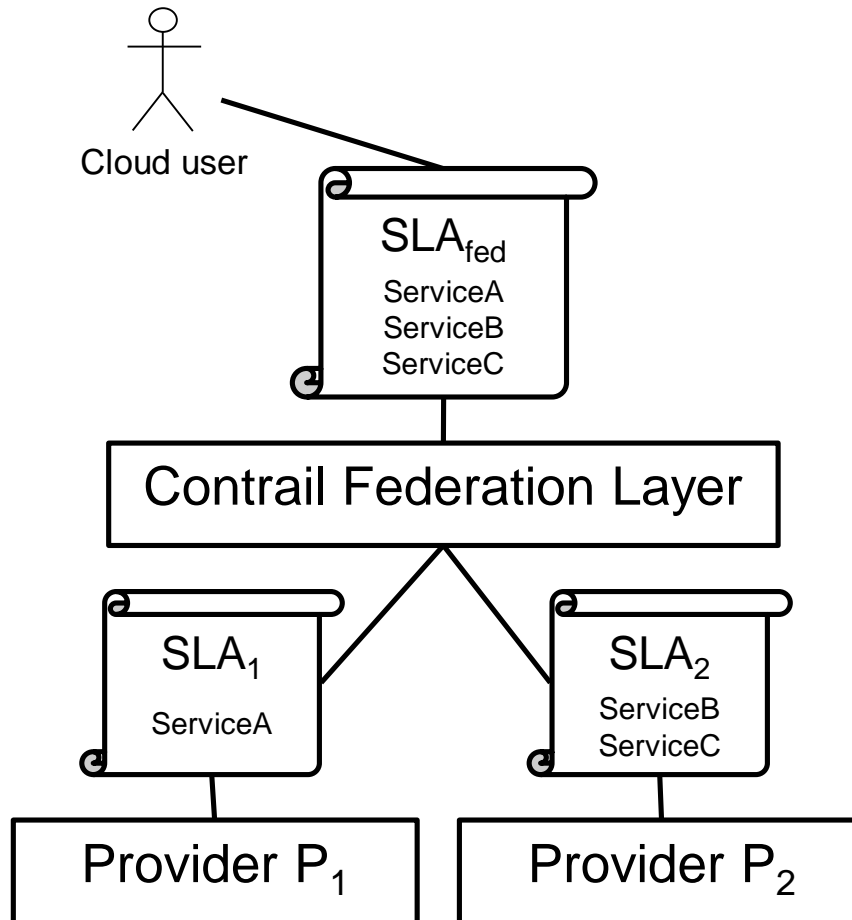 Cloud user
SLAfed
ServiceA
ServiceB
ServiceC
Contrail Federation Layer
SLA1
ServiceA
SLA2
ServiceB
ServiceC
Provider P1
Provider P2